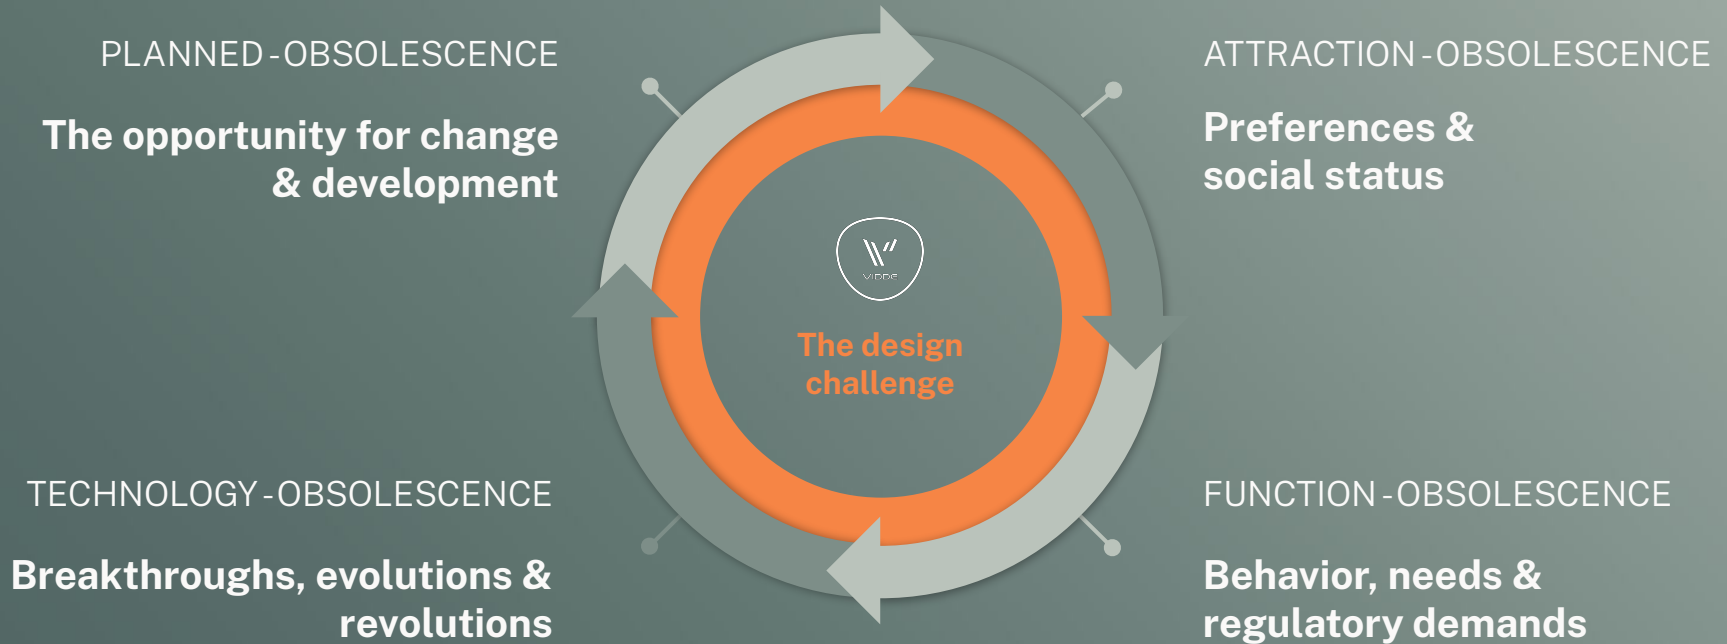 PLANNED-OBSOLESCENCE
The opportunity for change
& development
ATTRACTION-OBSOLESCENCE
Preferences &
social status
VIDDE
The design
challenge
TECHNOLOGY-OBSOLESCENCE
Breakthroughs, evolutions &
revolutions
FUNCTION-OBSOLESCENCE
Behavior, needs &
regulatory demands